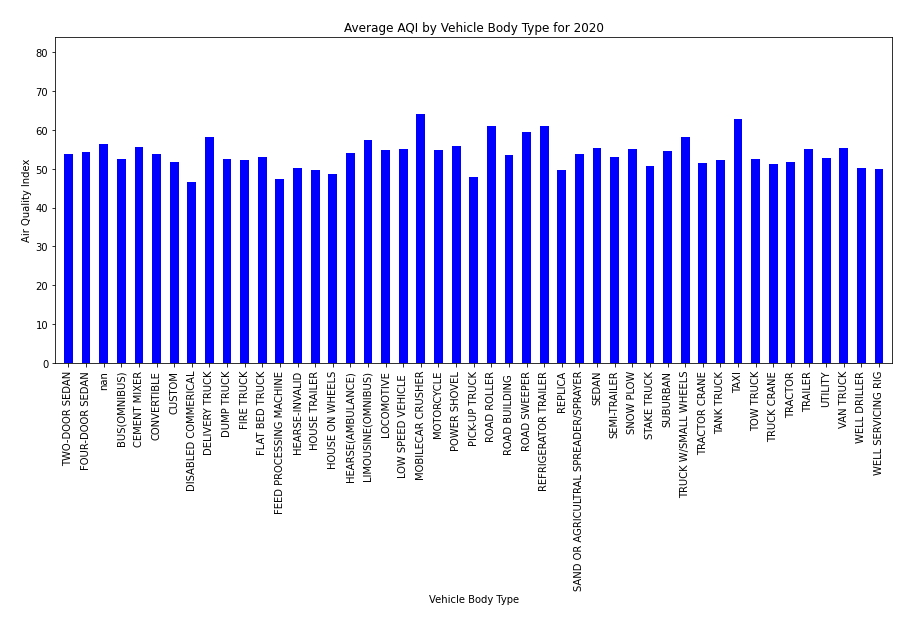 Average AQI by Vehicle Body Type for 2020
Air Quality Index
80
70
60
50
40
30
20
10
0
TWO-DOOR SEDAN
FOUR-DOOR SEDAN
nan
BUS(OMNIBUS)
CEMENT MIXER
CONVERTIBLE
CUSTOM
DISABLED COMMERICAL
DELIVERY TRUCK
DUMP TRUCK
FIRE TRUCK
FLAT BED TRUCK
FEED PROCESSING MACHINE
HEARSE-INVALID
HOUSE TRAILER
HOUSE ON WHEELS
HEARSE(AMBULANCE)
LIMOUSINE(OMNIBUS)
LOCOMOTIVE
LOW SPEED VEHICLE
MOBILECAR CRUSHER
MOTORCYCLE
POWER SHOVEL
PICK-UP TRUCK
ROAD ROLLER
ROAD BUILDING
ROAD SWEEPER
REFRIGERATOR TRAILER
REPLICA
SAND OR AGRICULTRAL SPREADER/SPRAYER
SEDAN
SEMI-TRAILER
SNOW PLOW
STAKE TRUCK
SUBURBAN
TRUCK W/SMALL WHEELS
TRACTOR CRANE
TANK TRUCK
TAXI
TOW TRUCK
TRUCK CRANE
TRACTOR
TRAILER
UTILITY
VAN TRUCK
WELL DRILLER
WELL SERVICING RIG
Vehicle Body Type